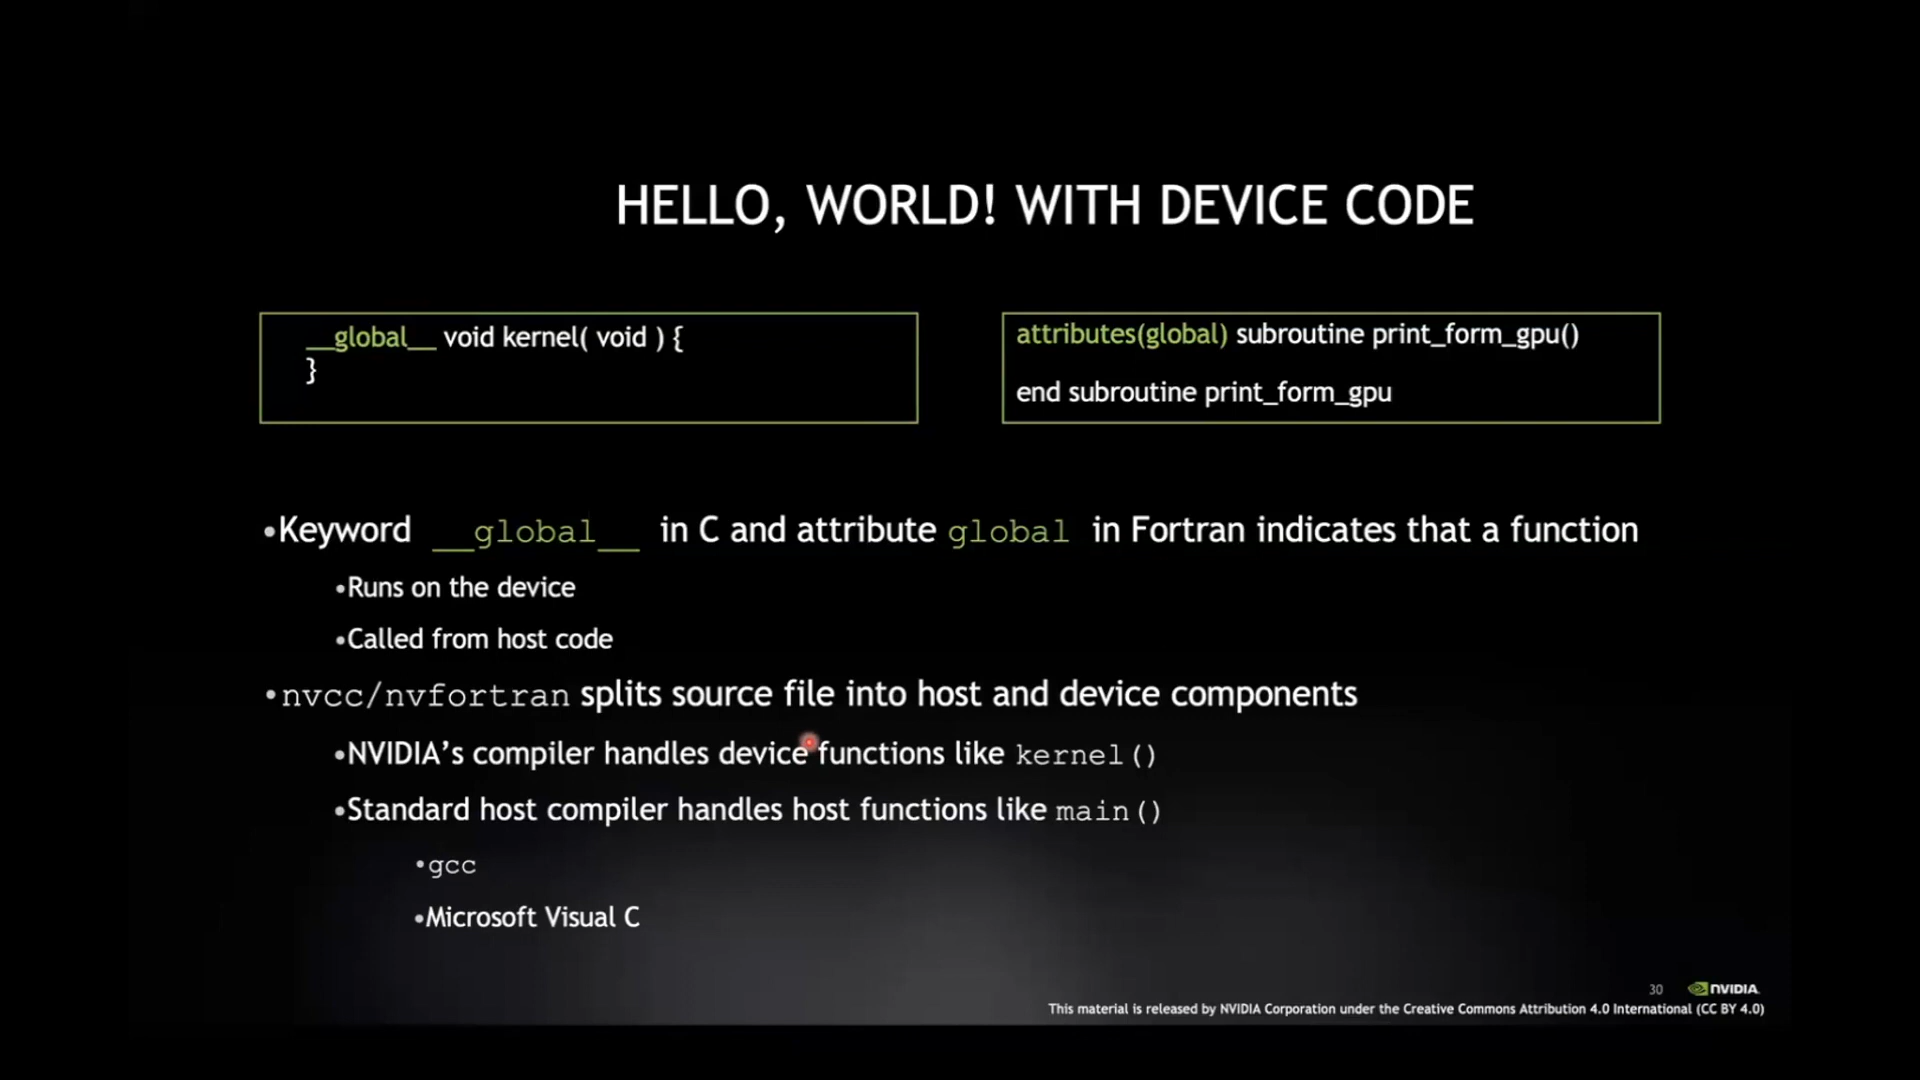 HELLO, WORLD! WITH DEVICE CODE
__global__ void kernel( void ) {
}
attributes(global) subroutine print_form_gpu()
end subroutine print_form_gpu
•Keyword __global__ in C and attribute global in Fortran indicates that a function
•Runs on the device
•Called from host code
•nvcc/nvfortran splits source file into host and device components
•NVIDIA's compiler handles device functions like kernel()
•Standard host compiler handles host functions like main()
•gcc
•Microsoft Visual C
30 NVIDIA.
This material is released by NVIDIA Corporation under the Creative Commons Attribution 4.0 International (CC BY 4.0)